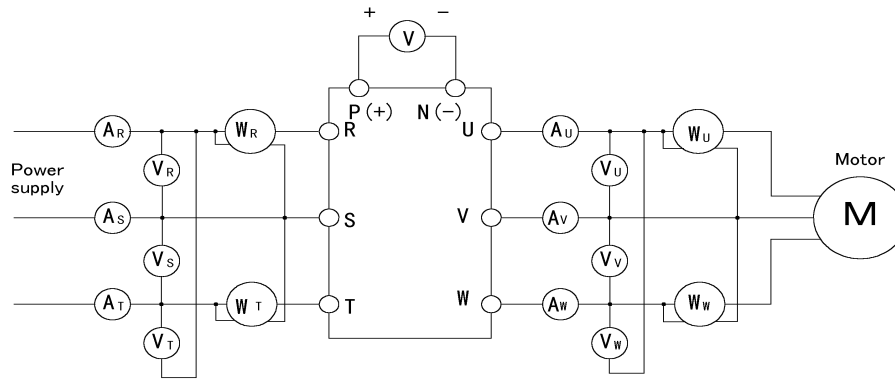 + V −
P(+) N(−)
AR WR R U AU WU
VR VU
Power
supply
Motor
AS S V AV M
VS VV
AT WT T W AW WW
VT VW